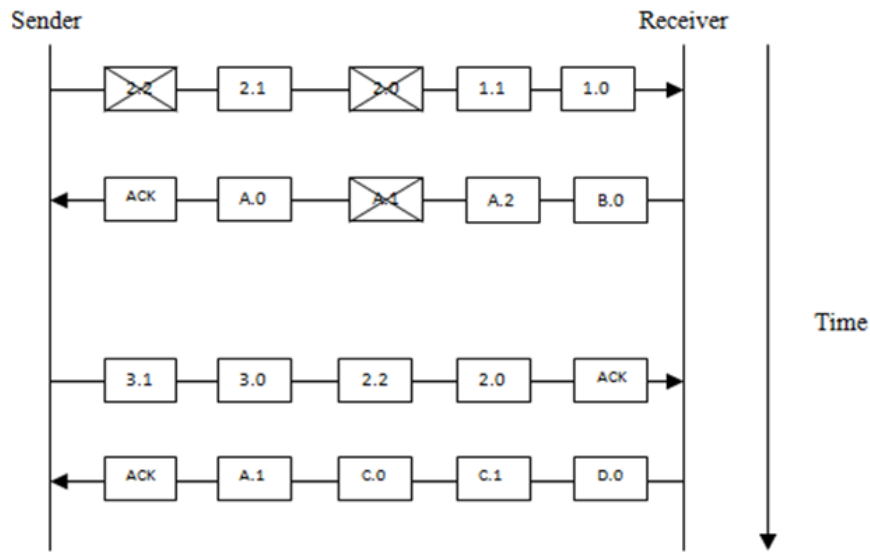 Sender Receiver
2.2 2.1 2.0 1.1 1.0
ACK A.0 A.1 A.2 B.0
Time
3.1 3.0 2.2 2.0 ACK
ACK A.1 C.0 C.1 D.0